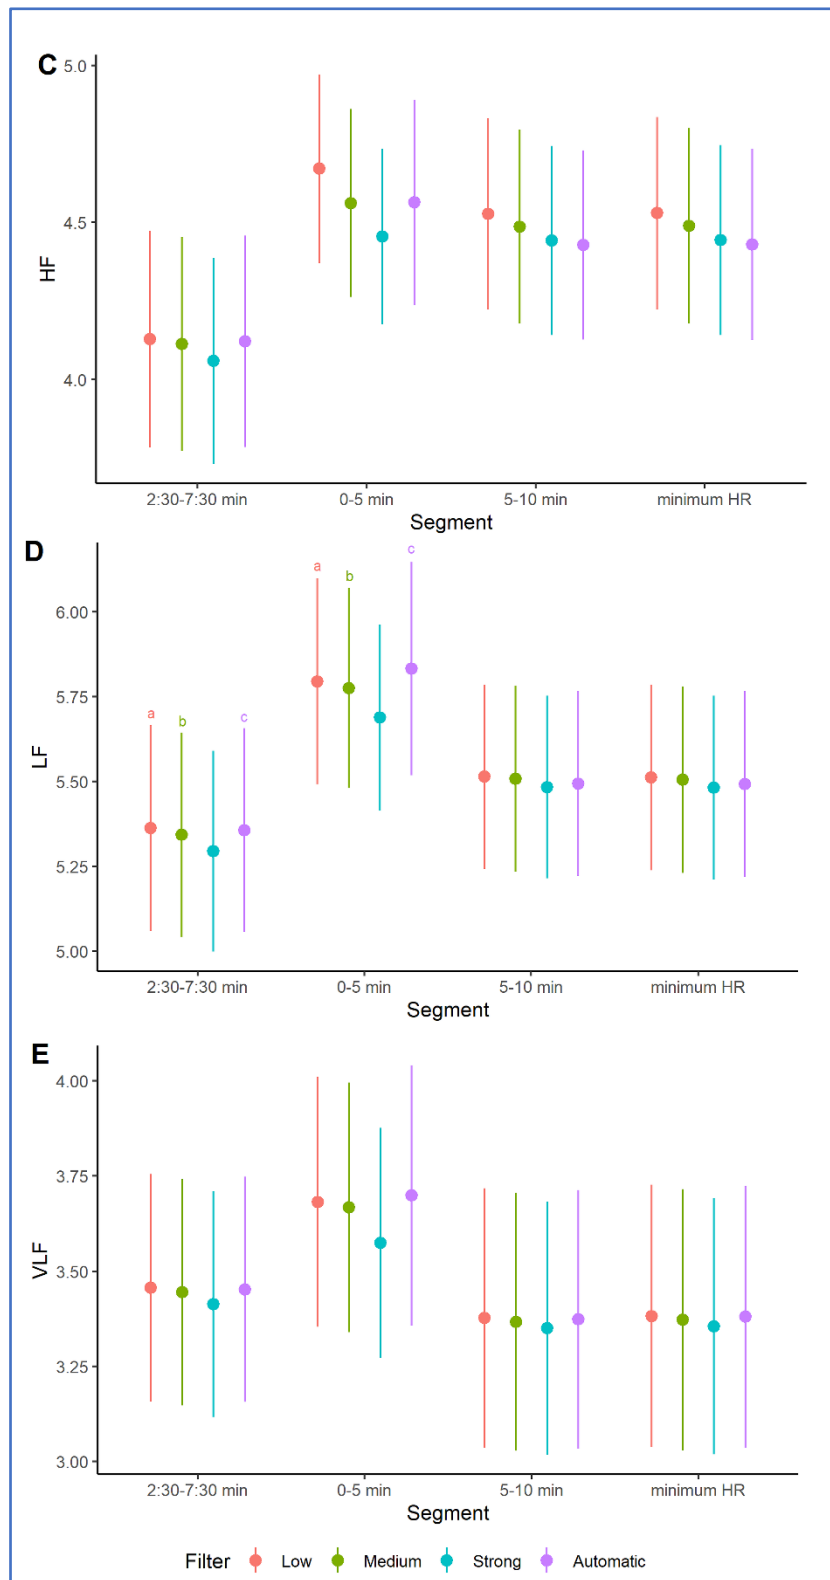 C
5.0
4.5
4.0
HF
2:30-7:30 min 0-5 min 5-10 min minimum HR
Segment
D
a b c
a b c
6.00
5.75
5.50
5.25
5.00
LF
2:30-7:30 min 0-5 min 5-10 min minimum HR
Segment
E
4.00
3.75
3.50
3.25
3.00
VLF
2:30-7:30 min 0-5 min 5-10 min minimum HR
Segment
Filter Low Medium Strong Automatic